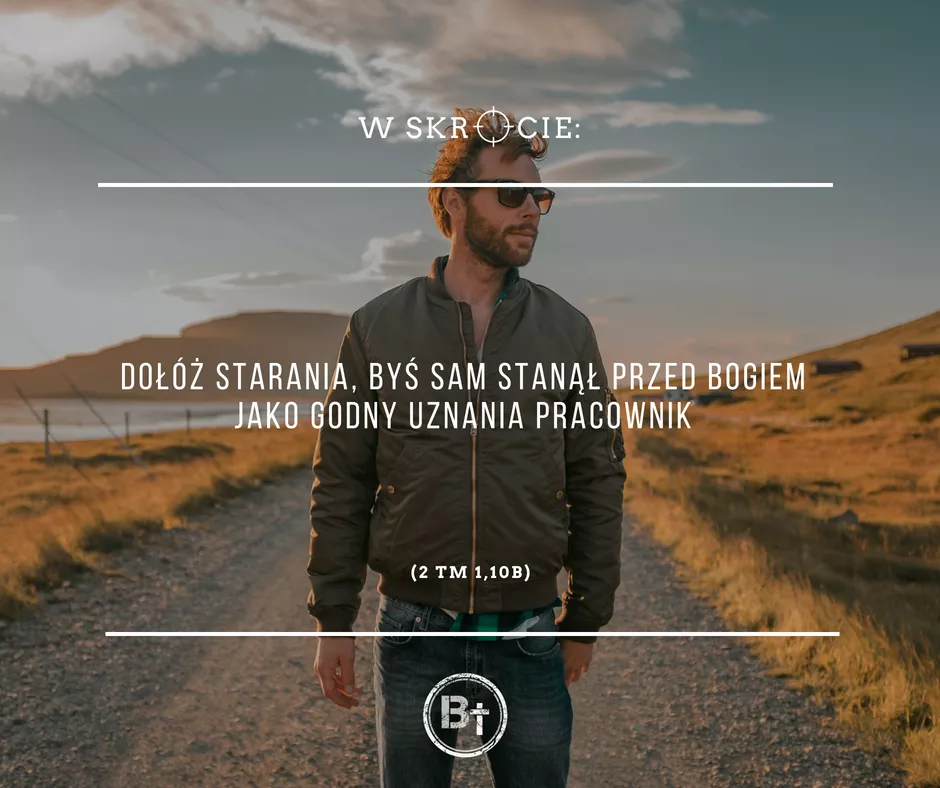 W SKRÓCIE:
DOŁÓŻ STARANIA, BYŚ SAM STANĄŁ PRZED BOGIEM
JAKO GODNY UZNANIA PRACOWNIK
(2 TM 1,10B)
B†